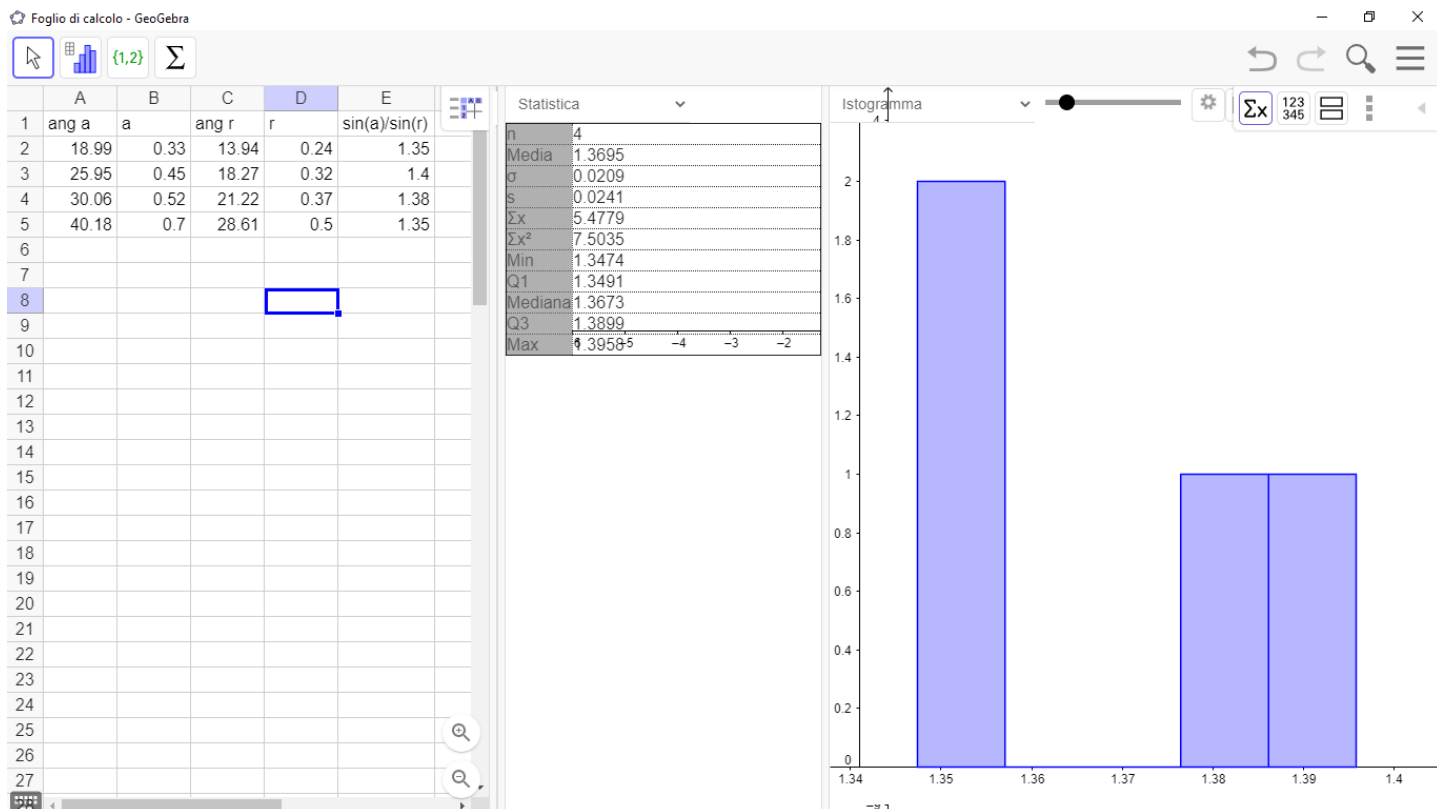 Foglio di calcolo - GeoGebra
{1,2} Σ
A B C D E
1 ang a a ang r r sin(a)/sin(r)
2 18.99 0.33 13.94 0.24 1.35
3 25.95 0.45 18.27 0.32 1.4
4 30.06 0.52 21.22 0.37 1.38
5 40.18 0.7 28.61 0.5 1.35
6
7
8
9
10
11
12
13
14
15
16
17
18
19
20
21
22
23
24
25
26
27
28
Statistica
n 4
Media 1.3695
σ 0.0209
s 0.0241
Σx 5.4779
Σx² 7.5035
Min 1.3474
Q1 1.3491
Mediana 1.3673
Q3 1.3899
Max 1.3958
−4 −3 −2
Istogramma
Σx 123 345
2
1.8
1.6
1.4
1.2
1
0.8
0.6
0.4
0.2
0
1.34 1.35 1.36 1.37 1.38 1.39 1.4